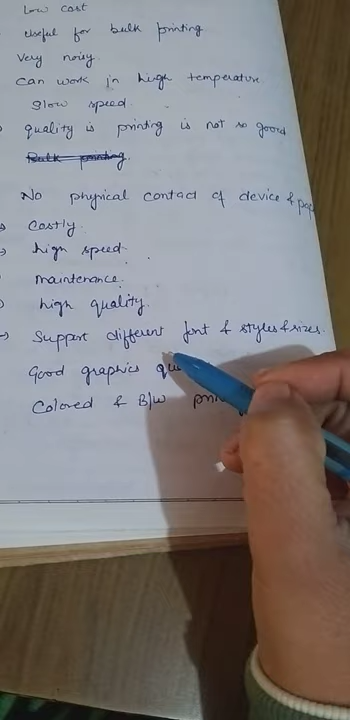 Low cost
useful for bulk printing
Very noisy.
can work in high temperature
Slow speed.
quality is printing is not so good
Bulk printing.
No physical contact of device &
→ Costly.
→ high speed.
maintenance.
high quality.
→ Support different font & styles & sizes.
Good graphics
Colored & B/W